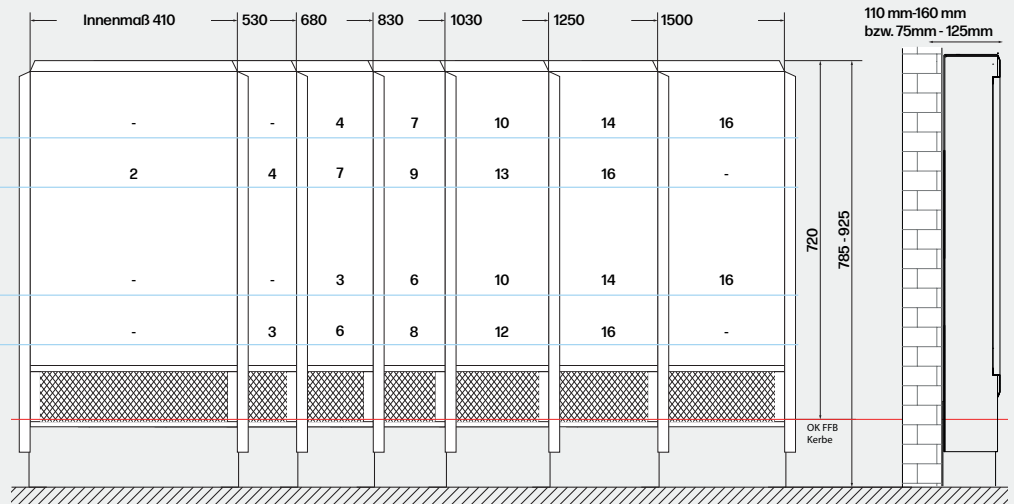 110 mm-160 mm
bzw. 75mm - 125mm
Innenmaß 410 530 680 830 1030 1250 1500
- - 4 7 10 14 16
2 4 7 9 13 16 -
720
785 - 925
- - 3 6 10 14 16
- 3 6 8 12 16 -
OK FFB
Kerbe